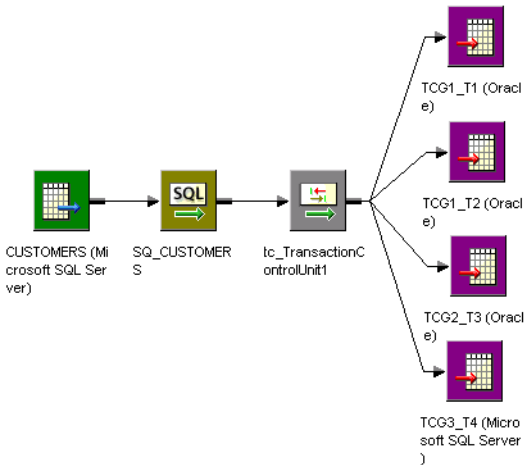 TCG1_T1 (Oracl
e)
TCG1_T2 (Oracl
e)
SQL
CUSTOMERS (Mi
crosoft SQL Ser
ver)
SQ_CUSTOMER
S
tc_TransactionC
ontrolUnit1
TCG2_T3 (Oracl
e)
TCG3_T4 (Micro
soft SQL Server
)